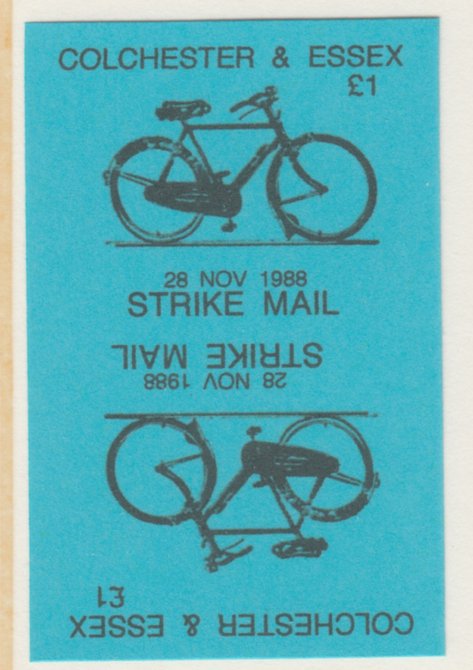 COLCHESTER & ESSEX
£1
28 NOV 1988
STRIKE MAIL
STRIKE MAIL
28 NOV 1988
£1
COLCHESTER & ESSEX